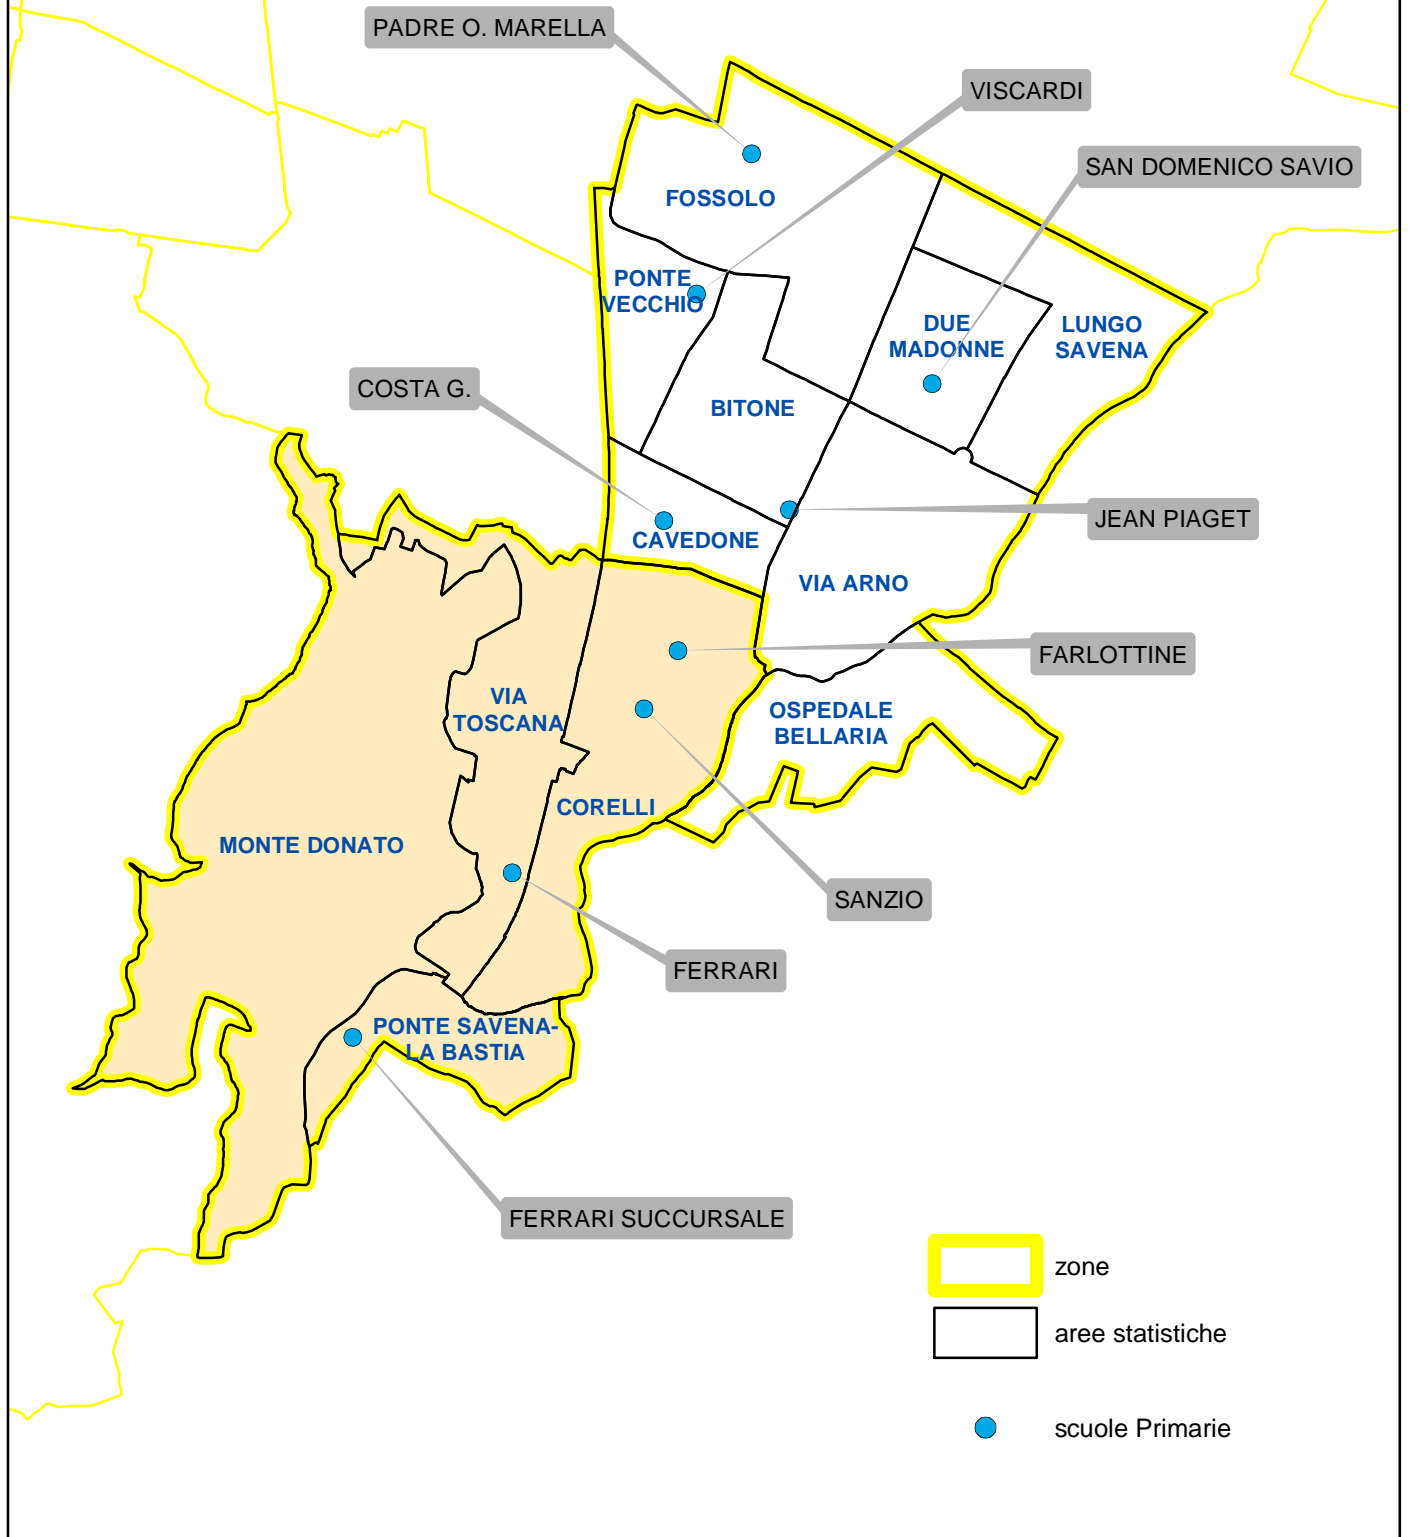 PADRE O. MARELLA
VISCARDI
SAN DOMENICO SAVIO
FOSSOLO
PONTE
VECCHIO
DUE
MADONNE
LUNGO
SAVENA
COSTA G.
BITONE
JEAN PIAGET
CAVEDONE
VIA ARNO
FARLOTTINE
VIA
TOSCANA
OSPEDALE
BELLARIA
CORELLI
MONTE DONATO
SANZIO
FERRARI
PONTE SAVENA-
LA BASTIA
FERRARI SUCCURSALE
zone
aree statistiche
scuole Primarie